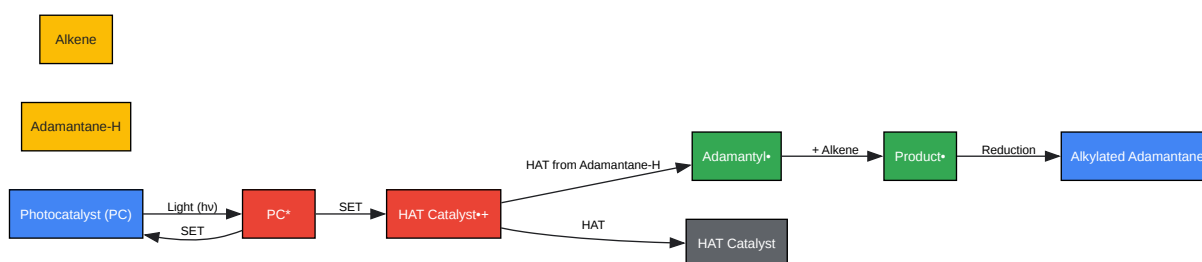 Alkene
Adamantane-H
Photocatalyst (PC)
Light (hν)
SET
PC*
SET
HAT Catalyst•+
HAT from Adamantane-H
HAT
Adamantyl•
HAT Catalyst
+ Alkene
Product•
Reduction
Alkylated Adamantane